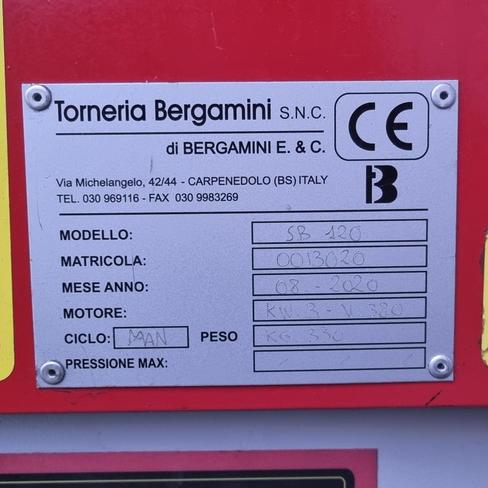 Torneria Bergamini S.N.C.
di BERGAMINI E. & C.
CE
B
Via Michelangelo, 42/44 - CARPENEDOLO (BS) ITALY
TEL. 030 969116 - FAX 030 9983269
MODELLO: SB 120
MATRICOLA: 0013020
MESE ANNO: 08-2020
MOTORE: KW. 3 - V 380
CICLO: MAN PESO KG 330
PRESSIONE MAX: / / / /